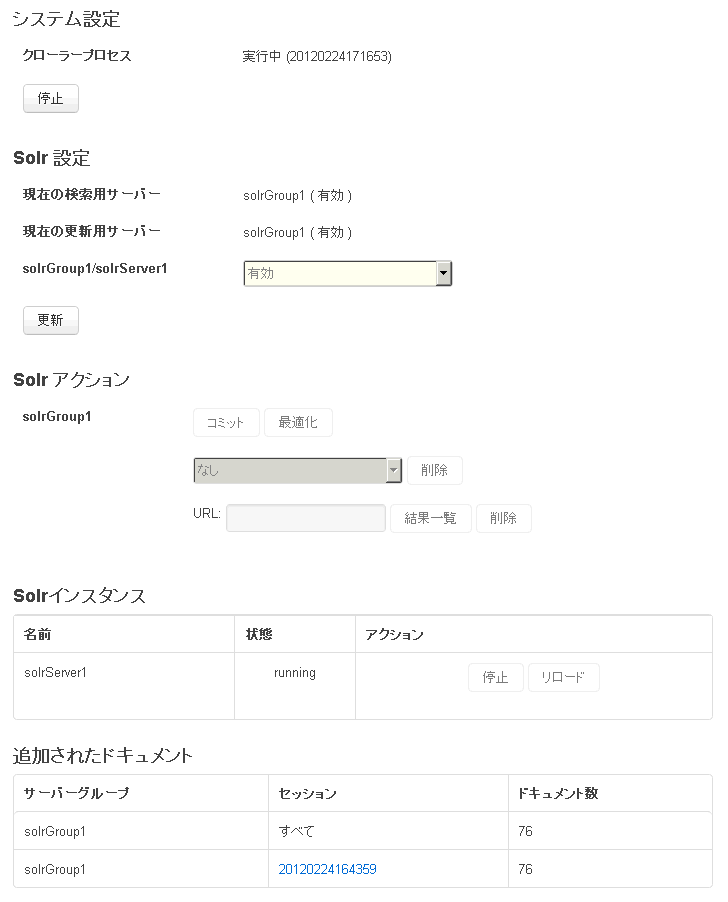 システム設定
クローラープロセス 実行中 (20120224171653)
停止
Solr 設定
現在の検索用サーバー solrGroup1 ( 有効 )
現在の更新用サーバー solrGroup1 ( 有効 )
solrGroup1/solrServer1 有効
更新
Solr アクション
solrGroup1 コミット 最適化
なし 削除
URL: 結果一覧 削除
Solrインスタンス
名前 状態 アクション
solrServer1 running 停止 リロード
追加されたドキュメント
サーバーグループ セッション ドキュメント数
solrGroup1 すべて 76
solrGroup1 20120224164359 76